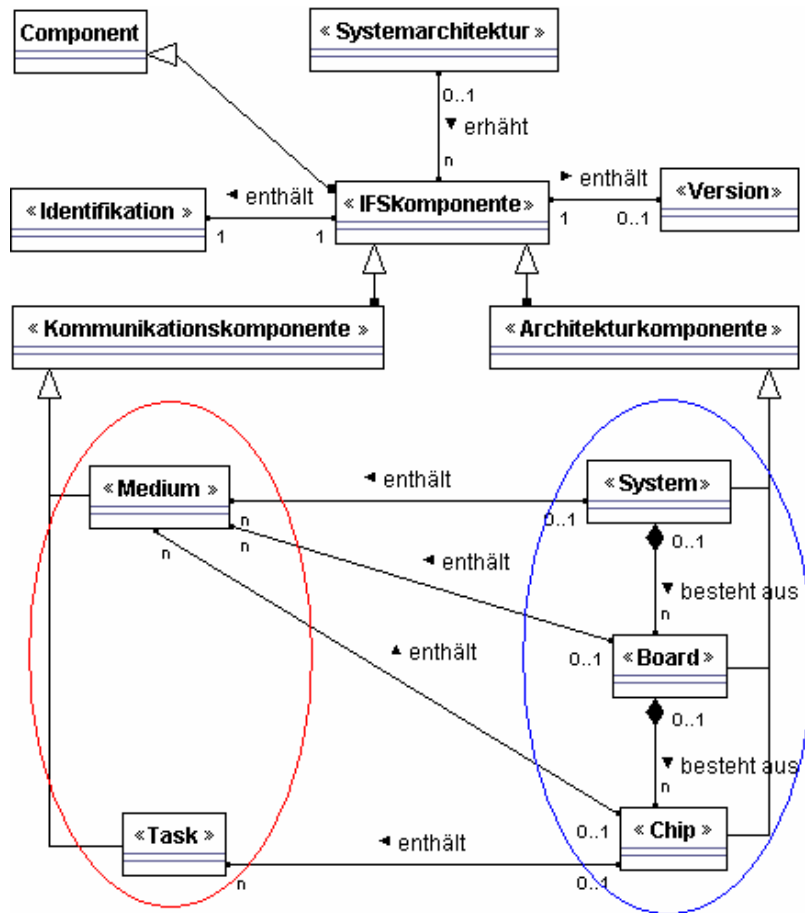 Component
« Systemarchitektur »
0..1
▼ erhäht
n
◄ enthält
► enthält
« Identifikation »
« IFSKomponente »
« Version »
1
1
1
0..1
« Kommunikationskomponente »
« Architekturkomponente »
« Medium »
◄ enthält
« System »
n
0..1
0..1
n
n
◄ enthält
▼ besteht aus
n
▲ enthält
0..1
« Board »
0..1
▼ besteht aus
n
« Task »
◄ enthält
0..1
« Chip »
n
0..1